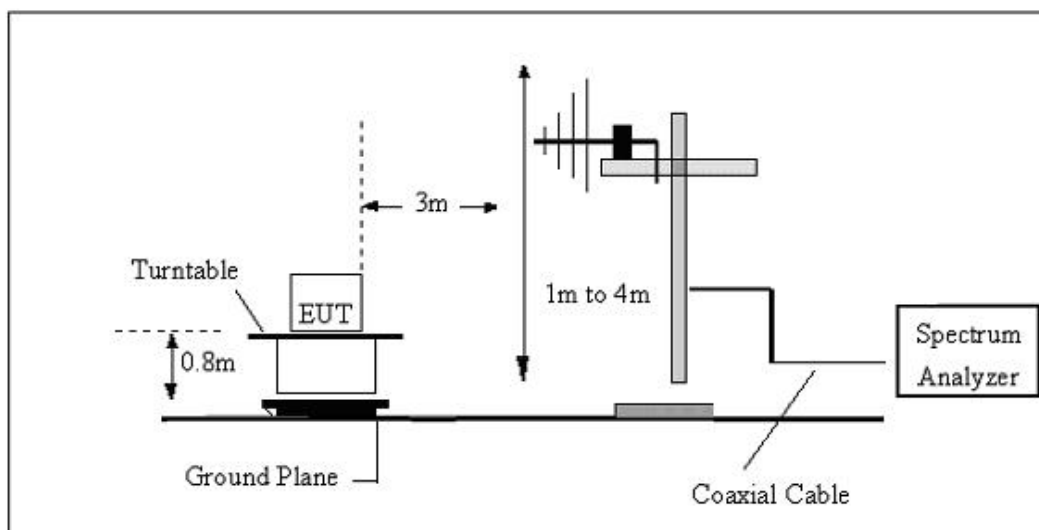 3m
Turntable
EUT
1m to 4m
0.8m
Spectrum
Analyzer
Ground Plane
Coaxial Cable